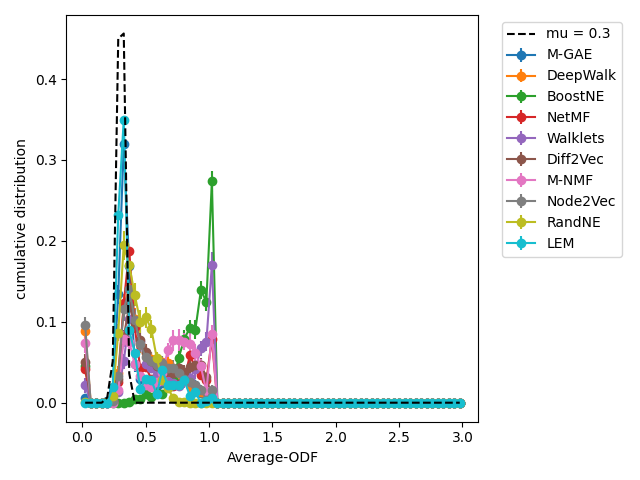 mu = 0.3
M-GAE
DeepWalk
BoostNE
NetMF
Walklets
Diff2Vec
M-NMF
Node2Vec
RandNE
LEM
cumulative distribution
0.4
0.3
0.2
0.1
0.0
0.0 0.5 1.0 1.5 2.0 2.5 3.0
Average-ODF